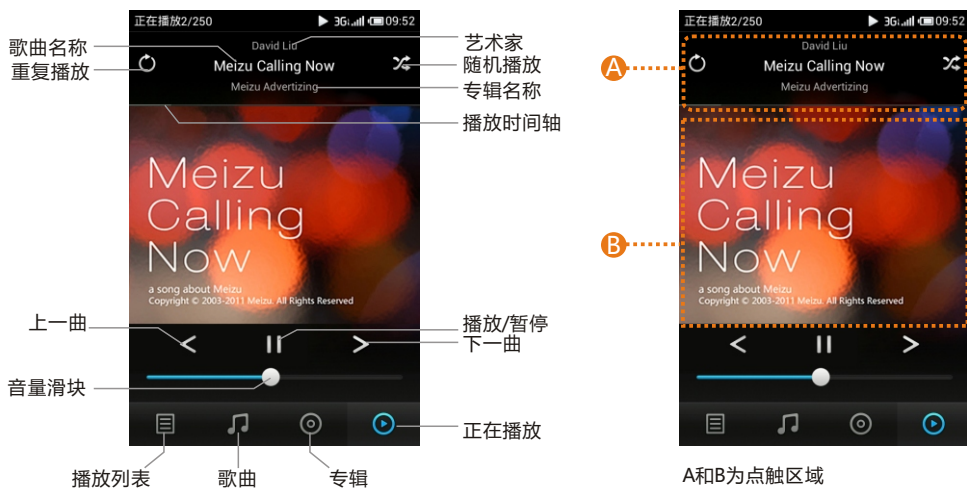 正在播放2/250
3G
09:52
歌曲名称
重复播放
David Liu
Meizu Calling Now
Meizu Advertizing
艺术家
随机播放
专辑名称
播放时间轴
Meizu
Calling
Now
a song about Meizu
Copyright © 2003-2011 Meizu. All Rights Reserved
上一曲
播放/暂停
下一曲
音量滑块
正在播放
播放列表
歌曲
专辑
正在播放2/250
3G
09:52
A
David Liu
Meizu Calling Now
Meizu Advertizing
B
Meizu
Calling
Now
a song about Meizu
Copyright © 2003-2011 Meizu. All Rights Reserved
A和B为点触区域